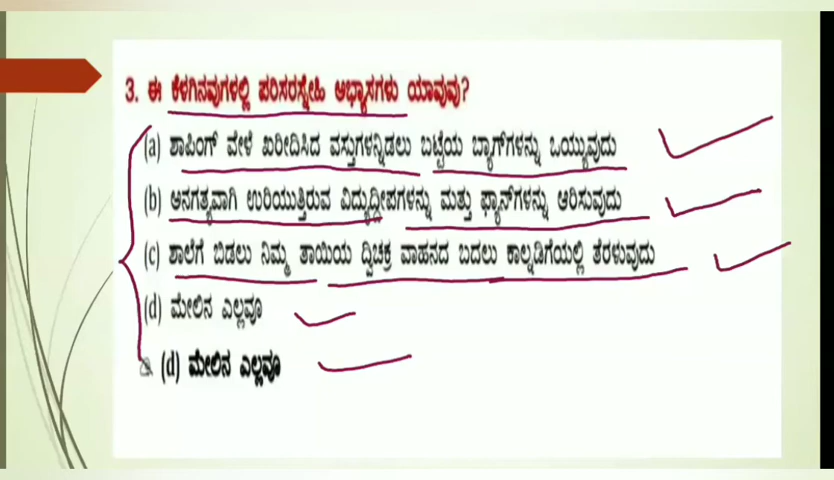 3. ಈ ಕೆಳಗಿನವುಗಳಲ್ಲಿ ಪರಿಸರಸ್ನೇಹಿ ಅಭ್ಯಾಸಗಳು ಯಾವುವು?
(a) ಶಾಪಿಂಗ್ ವೇಳೆ ಖರೀದಿಸಿದ ವಸ್ತುಗಳನ್ನಿಡಲು ಬಟ್ಟೆಯ ಬ್ಯಾಗ್‌ಗಳನ್ನು ಒಯ್ಯುವುದು
(b) ಅನಗತ್ಯವಾಗಿ ಉರಿಯುತ್ತಿರುವ ವಿದ್ಯುದ್ದೀಪಗಳನ್ನು ಮತ್ತು ಫ್ಯಾನ್‌ಗಳನ್ನು ಆರಿಸುವುದು
(c) ಶಾಲೆಗೆ ಬಿಡಲು ನಿಮ್ಮ ತಾಯಿಯ ದ್ವಿಚಕ್ರ ವಾಹನದ ಬದಲು ಕಾಲ್ನಡಿಗೆಯಲ್ಲಿ ತೆರಳುವುದು
(d) ಮೇಲಿನ ಎಲ್ಲವೂ
(d) ಮೇಲಿನ ಎಲ್ಲವೂ